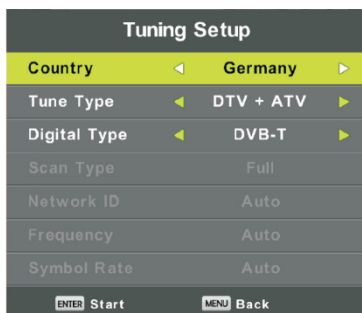 Tuning Setup
Country Germany
Tune Type DTV + ATV
Digital Type DVB-T
Scan Type Full
Network ID Auto
Frequency Auto
Symbol Rate Auto
ENTER Start MENU Back